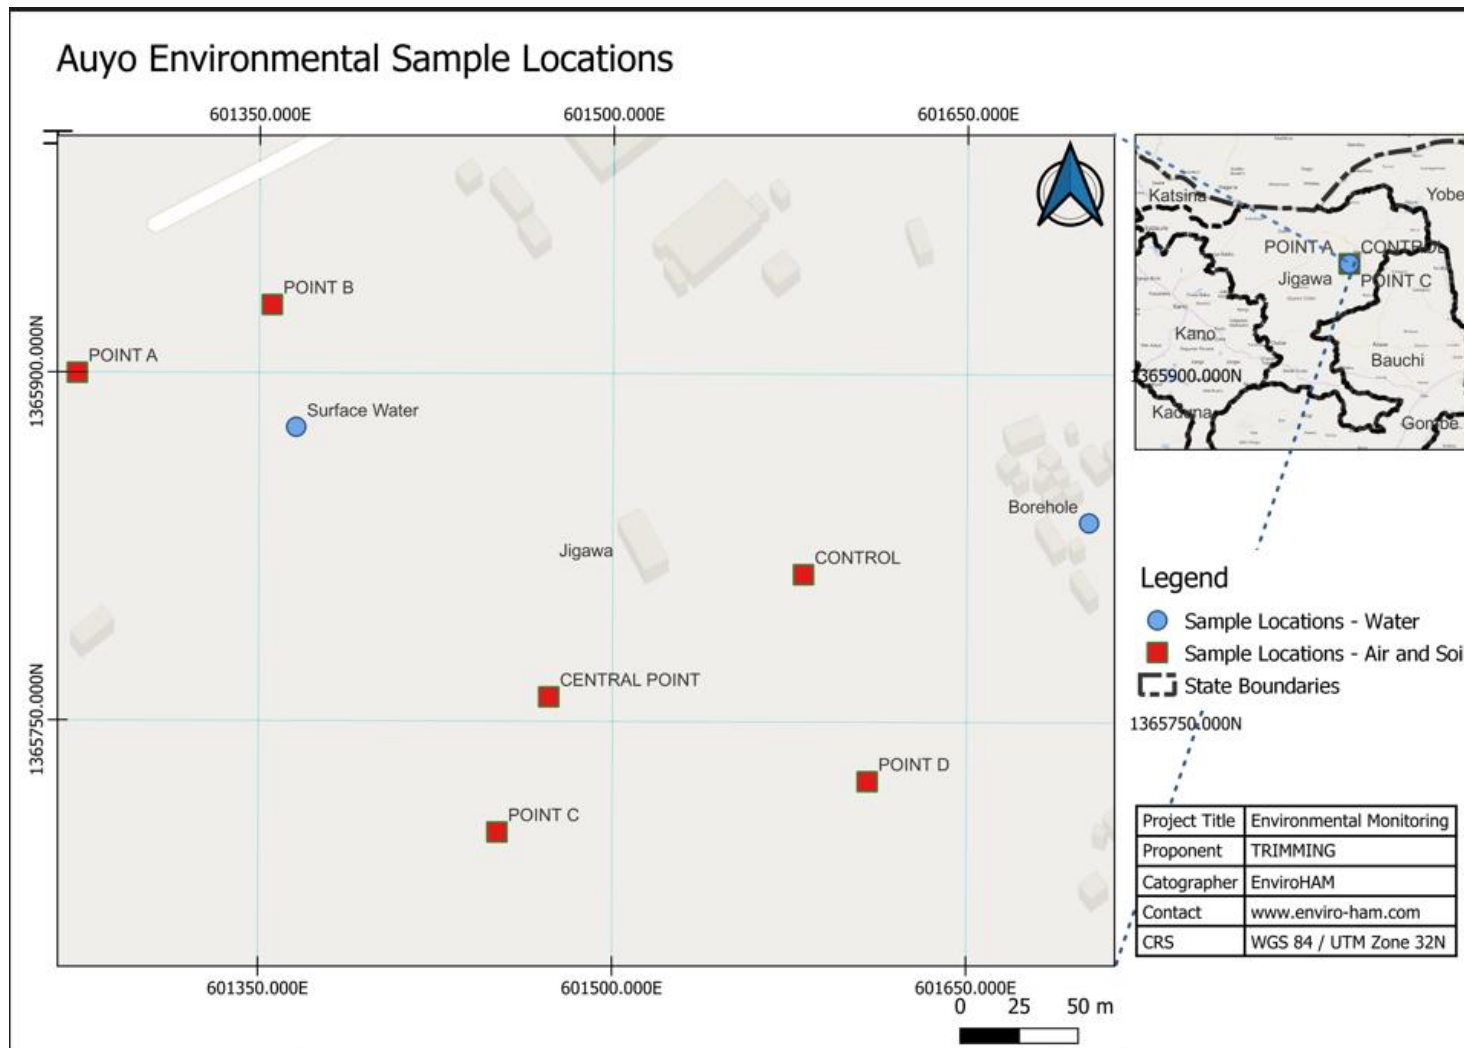 Auyo Environmental Sample Locations
601350.000E 601500.000E 601650.000E
1365900.000N
1365750.000N
POINT B
POINT A
Surface Water
Borehole
Jigawa
CONTROL
CENTRAL POINT
POINT D
POINT C
601350.000E 601500.000E 601650.000E
0 25 50 m
Katsina
Yobe
POINT A CONTROL
Jigawa POINT C
Kano
Bauchi
1365900.000N
Kaduna
Gombe
Legend
Sample Locations - Water
Sample Locations - Air and Soi
State Boundaries
1365750.000N
Project Title Environmental Monitoring
Proponent TRIMMING
Catographer EnviroHAM
Contact www.enviro-ham.com
CRS WGS 84 / UTM Zone 32N